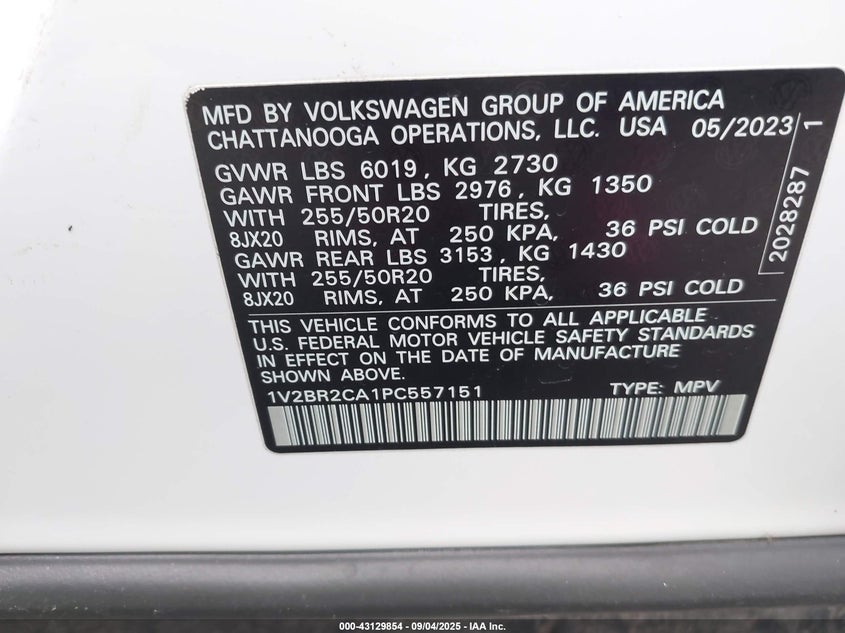 MFD BY VOLKSWAGEN GROUP OF AMERICA
CHATTANOOGA OPERATIONS, LLC. USA 05/2023
GVWR LBS 6019, KG 2730
GAWR FRONT LBS 2976, KG 1350
WITH 255/50R20 TIRES,
8JX20 RIMS, AT 250 KPA, 36 PSI COLD
GAWR REAR LBS 3153, KG 1430
WITH 255/50R20 TIRES,
8JX20 RIMS, AT 250 KPA, 36 PSI COLD
THIS VEHICLE CONFORMS TO ALL APPLICABLE
U.S. FEDERAL MOTOR VEHICLE SAFETY STANDARDS
IN EFFECT ON THE DATE OF MANUFACTURE
SHOWN ABOVE.
1V2BR2CA1PC557151 TYPE: MPV
2028287 1
000-43129854 - 09/04/2025 - IAA Inc.